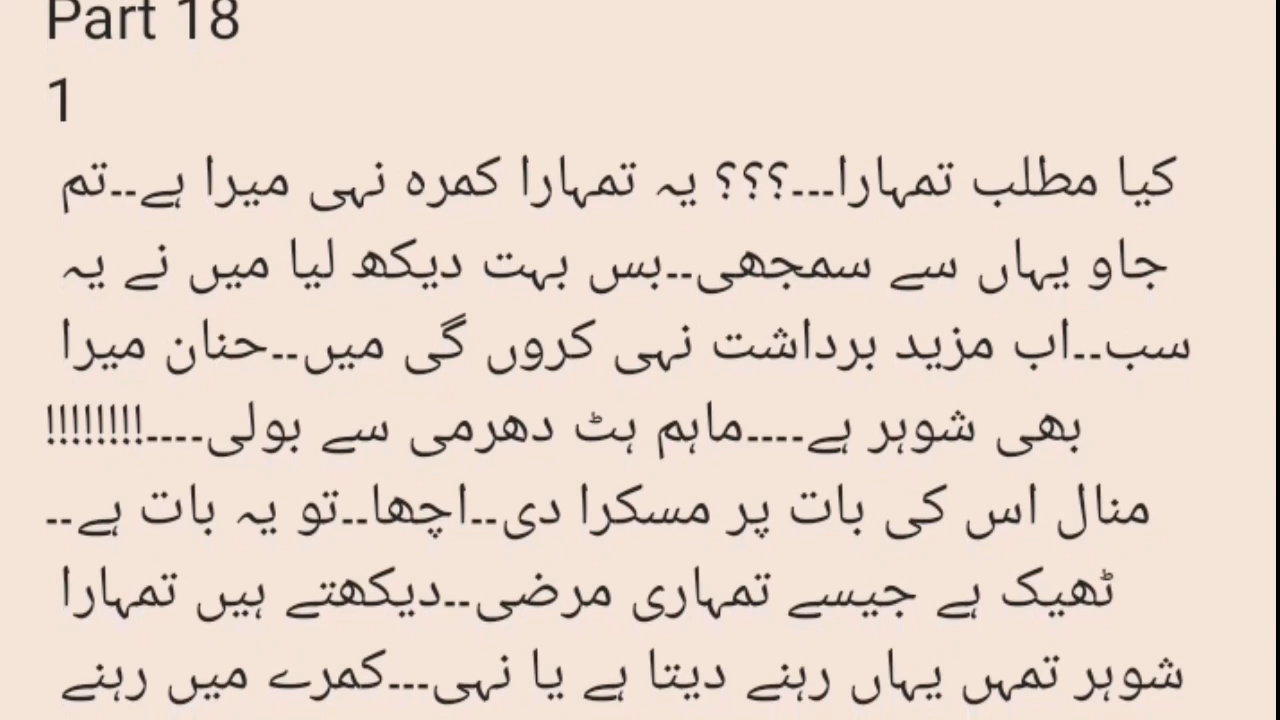 Part 18
1
کیا مطلب تمہارا۔۔۔؟؟؟ یہ تمہارا کمرہ نہی میرا ہے۔۔تم
جاو یہاں سے سمجھی۔۔بس بہت دیکھ لیا میں نے یہ
سب۔۔اب مزید برداشت نہی کروں گی میں۔۔حنان میرا
بھی شوہر ہے۔۔۔۔ماہم ہٹ دھرمی سے بولی۔۔۔۔!!!!!!!!
منال اس کی بات پر مسکرا دی۔۔اچھا۔۔تو یہ بات ہے۔۔
ٹھیک ہے جیسے تمہاری مرضی۔۔دیکھتے ہیں تمہارا
شوہر تمہں یہاں رہنے دیتا ہے یا نہی۔۔۔کمرے میں رہنے